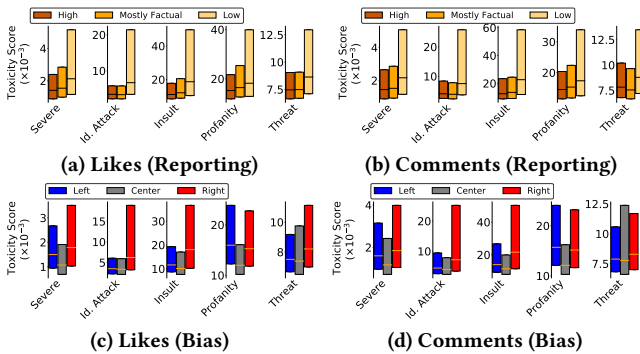 High Mostly Factual Low
High Mostly Factual Low
Toxicity Score
(×10⁻³)
4
2
20
10
40
20
30
20
12.5
10.0
7.5
Severe
Id. Attack
Insult
Profanity
Threat
(a) Likes (Reporting)
Toxicity Score
(×10⁻³)
4
2
20
10
60
40
20
30
20
12.5
10.0
7.5
Severe
Id. Attack
Insult
Profanity
Threat
(b) Comments (Reporting)
Left Center Right
Left Center Right
Toxicity Score
(×10⁻³)
3
2
1
15
10
5
30
20
10
20
10
10
8
Severe
Id. Attack
Insult
Profanity
Threat
(c) Likes (Bias)
Toxicity Score
(×10⁻³)
4
2
20
10
40
20
20
10
12.5
10.0
7.5
Severe
Id. Attack
Insult
Profanity
Threat
(d) Comments (Bias)